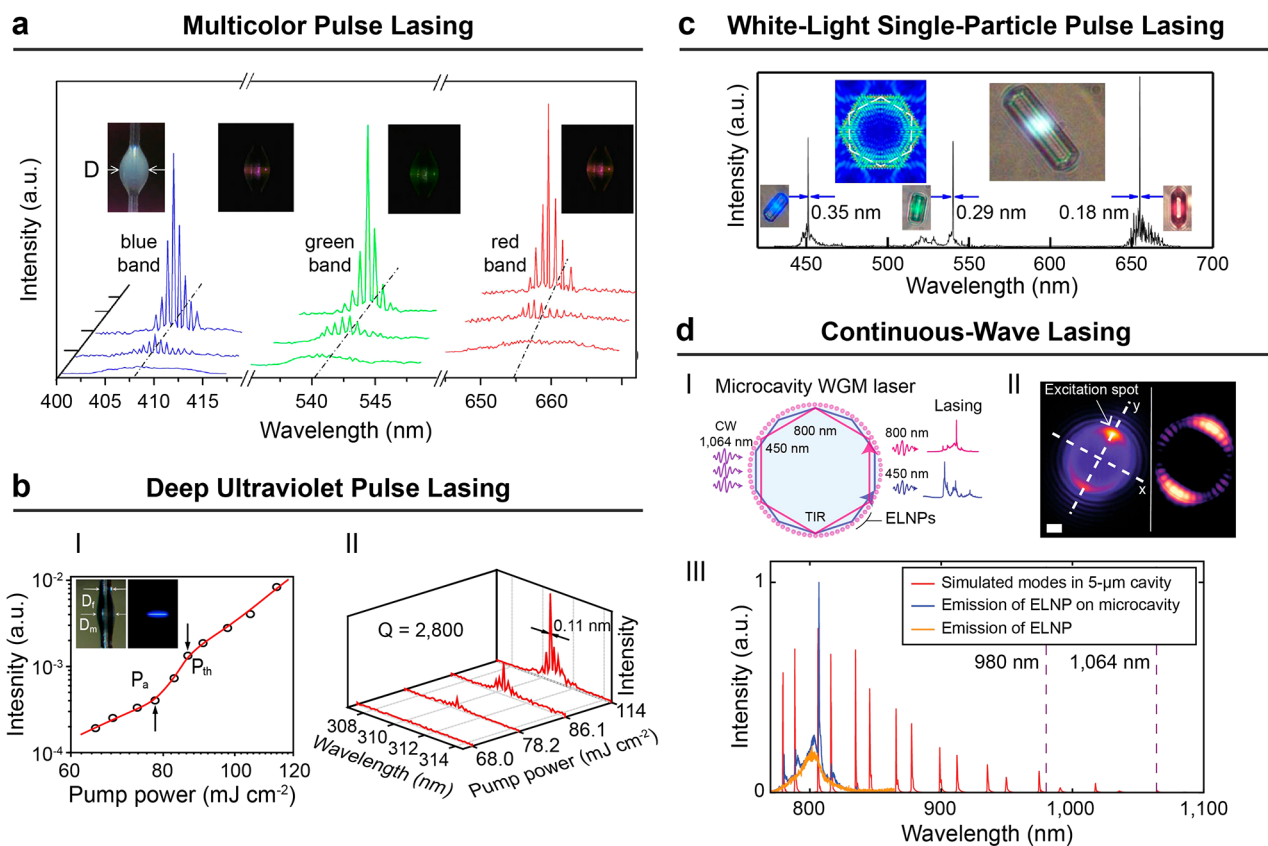 a Multicolor Pulse Lasing
Intensity (a.u.)
D
blue
band
green
band
red
band
400 405 410 415 540 545 650 660
Wavelength (nm)
b Deep Ultraviolet Pulse Lasing
I
Intesnity (a.u.)
10-2
10-3
10-4
Df
Dm
Pa
Pth
60 80 100 120
Pump power (mJ cm-2)
II
Q = 2,800
0.11 nm
Intensity
308 310 312 314
Wavelength (nm)
68.0 78.2 86.1 114
Pump power (mJ cm-2)
c White-Light Single-Particle Pulse Lasing
Intensity (a.u.)
0.35 nm
0.29 nm
0.18 nm
450 500 550 600 650 700
Wavelength (nm)
d Continuous-Wave Lasing
I
Microcavity WGM laser
CW
1,064 nm
800 nm
450 nm
TIR
ELNPs
Lasing
800 nm
450 nm
II
Excitation spot
y
x
III
Intensity (a.u.)
1
0
Simulated modes in 5-μm cavity
Emission of ELNP on microcavity
Emission of ELNP
980 nm
1,064 nm
800 900 1,000 1,100
Wavelength (nm)